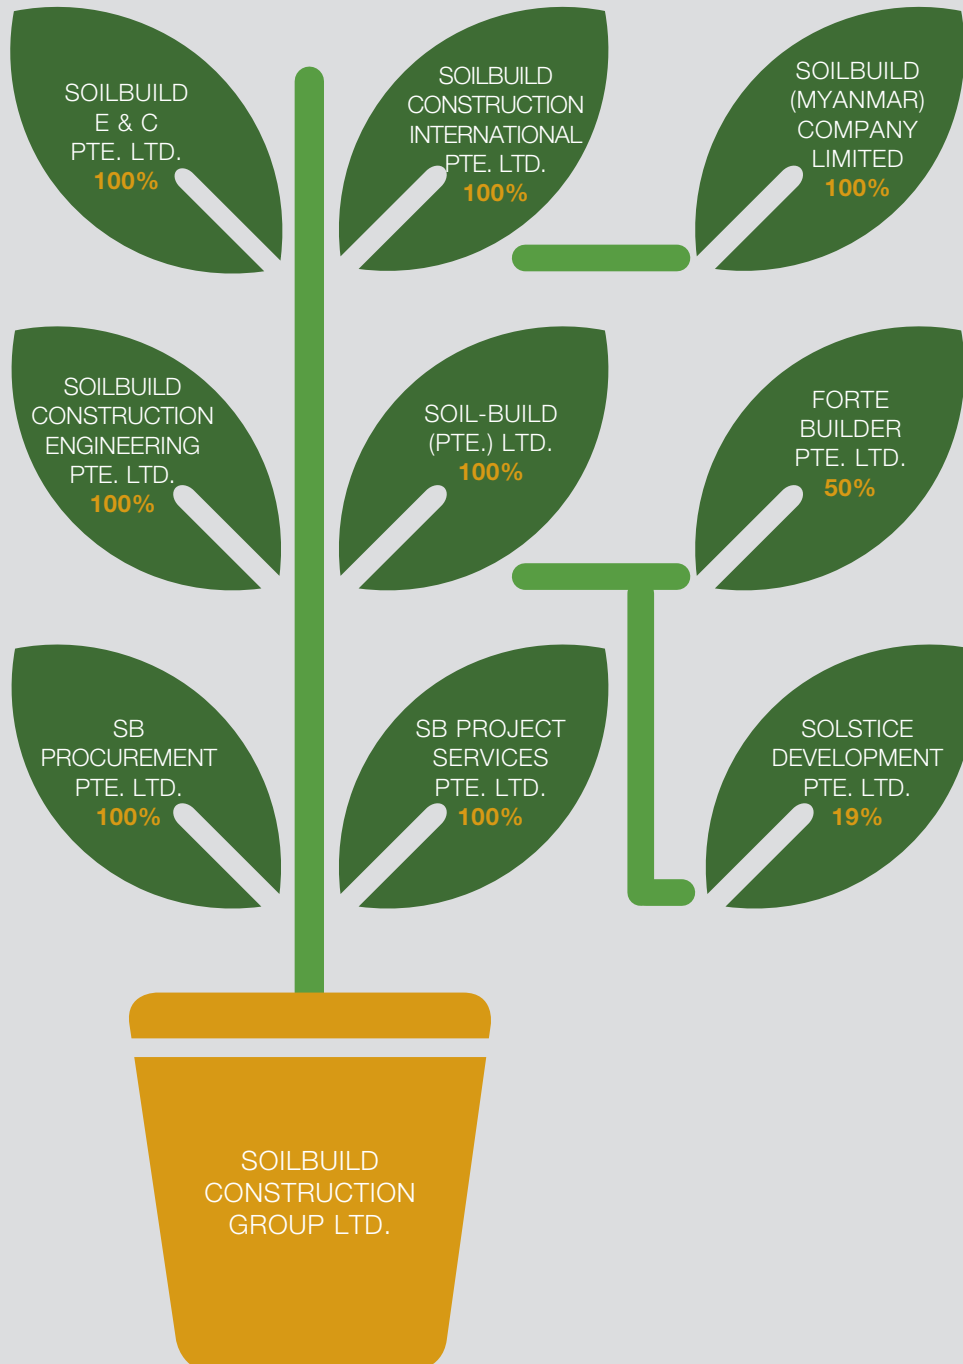 SOILBUILD
E & C
PTE. LTD.
100%
SOILBUILD
CONSTRUCTION
INTERNATIONAL
PTE. LTD.
100%
SOILBUILD
(MYANMAR)
COMPANY
LIMITED
100%
SOILBUILD
CONSTRUCTION
ENGINEERING
PTE. LTD.
100%
SOIL-BUILD
(PTE.) LTD.
100%
FORTE
BUILDER
PTE. LTD.
50%
SB
PROCUREMENT
PTE. LTD.
100%
SB PROJECT
SERVICES
PTE. LTD.
100%
SOLSTICE
DEVELOPMENT
PTE. LTD.
19%
SOILBUILD
CONSTRUCTION
GROUP LTD.